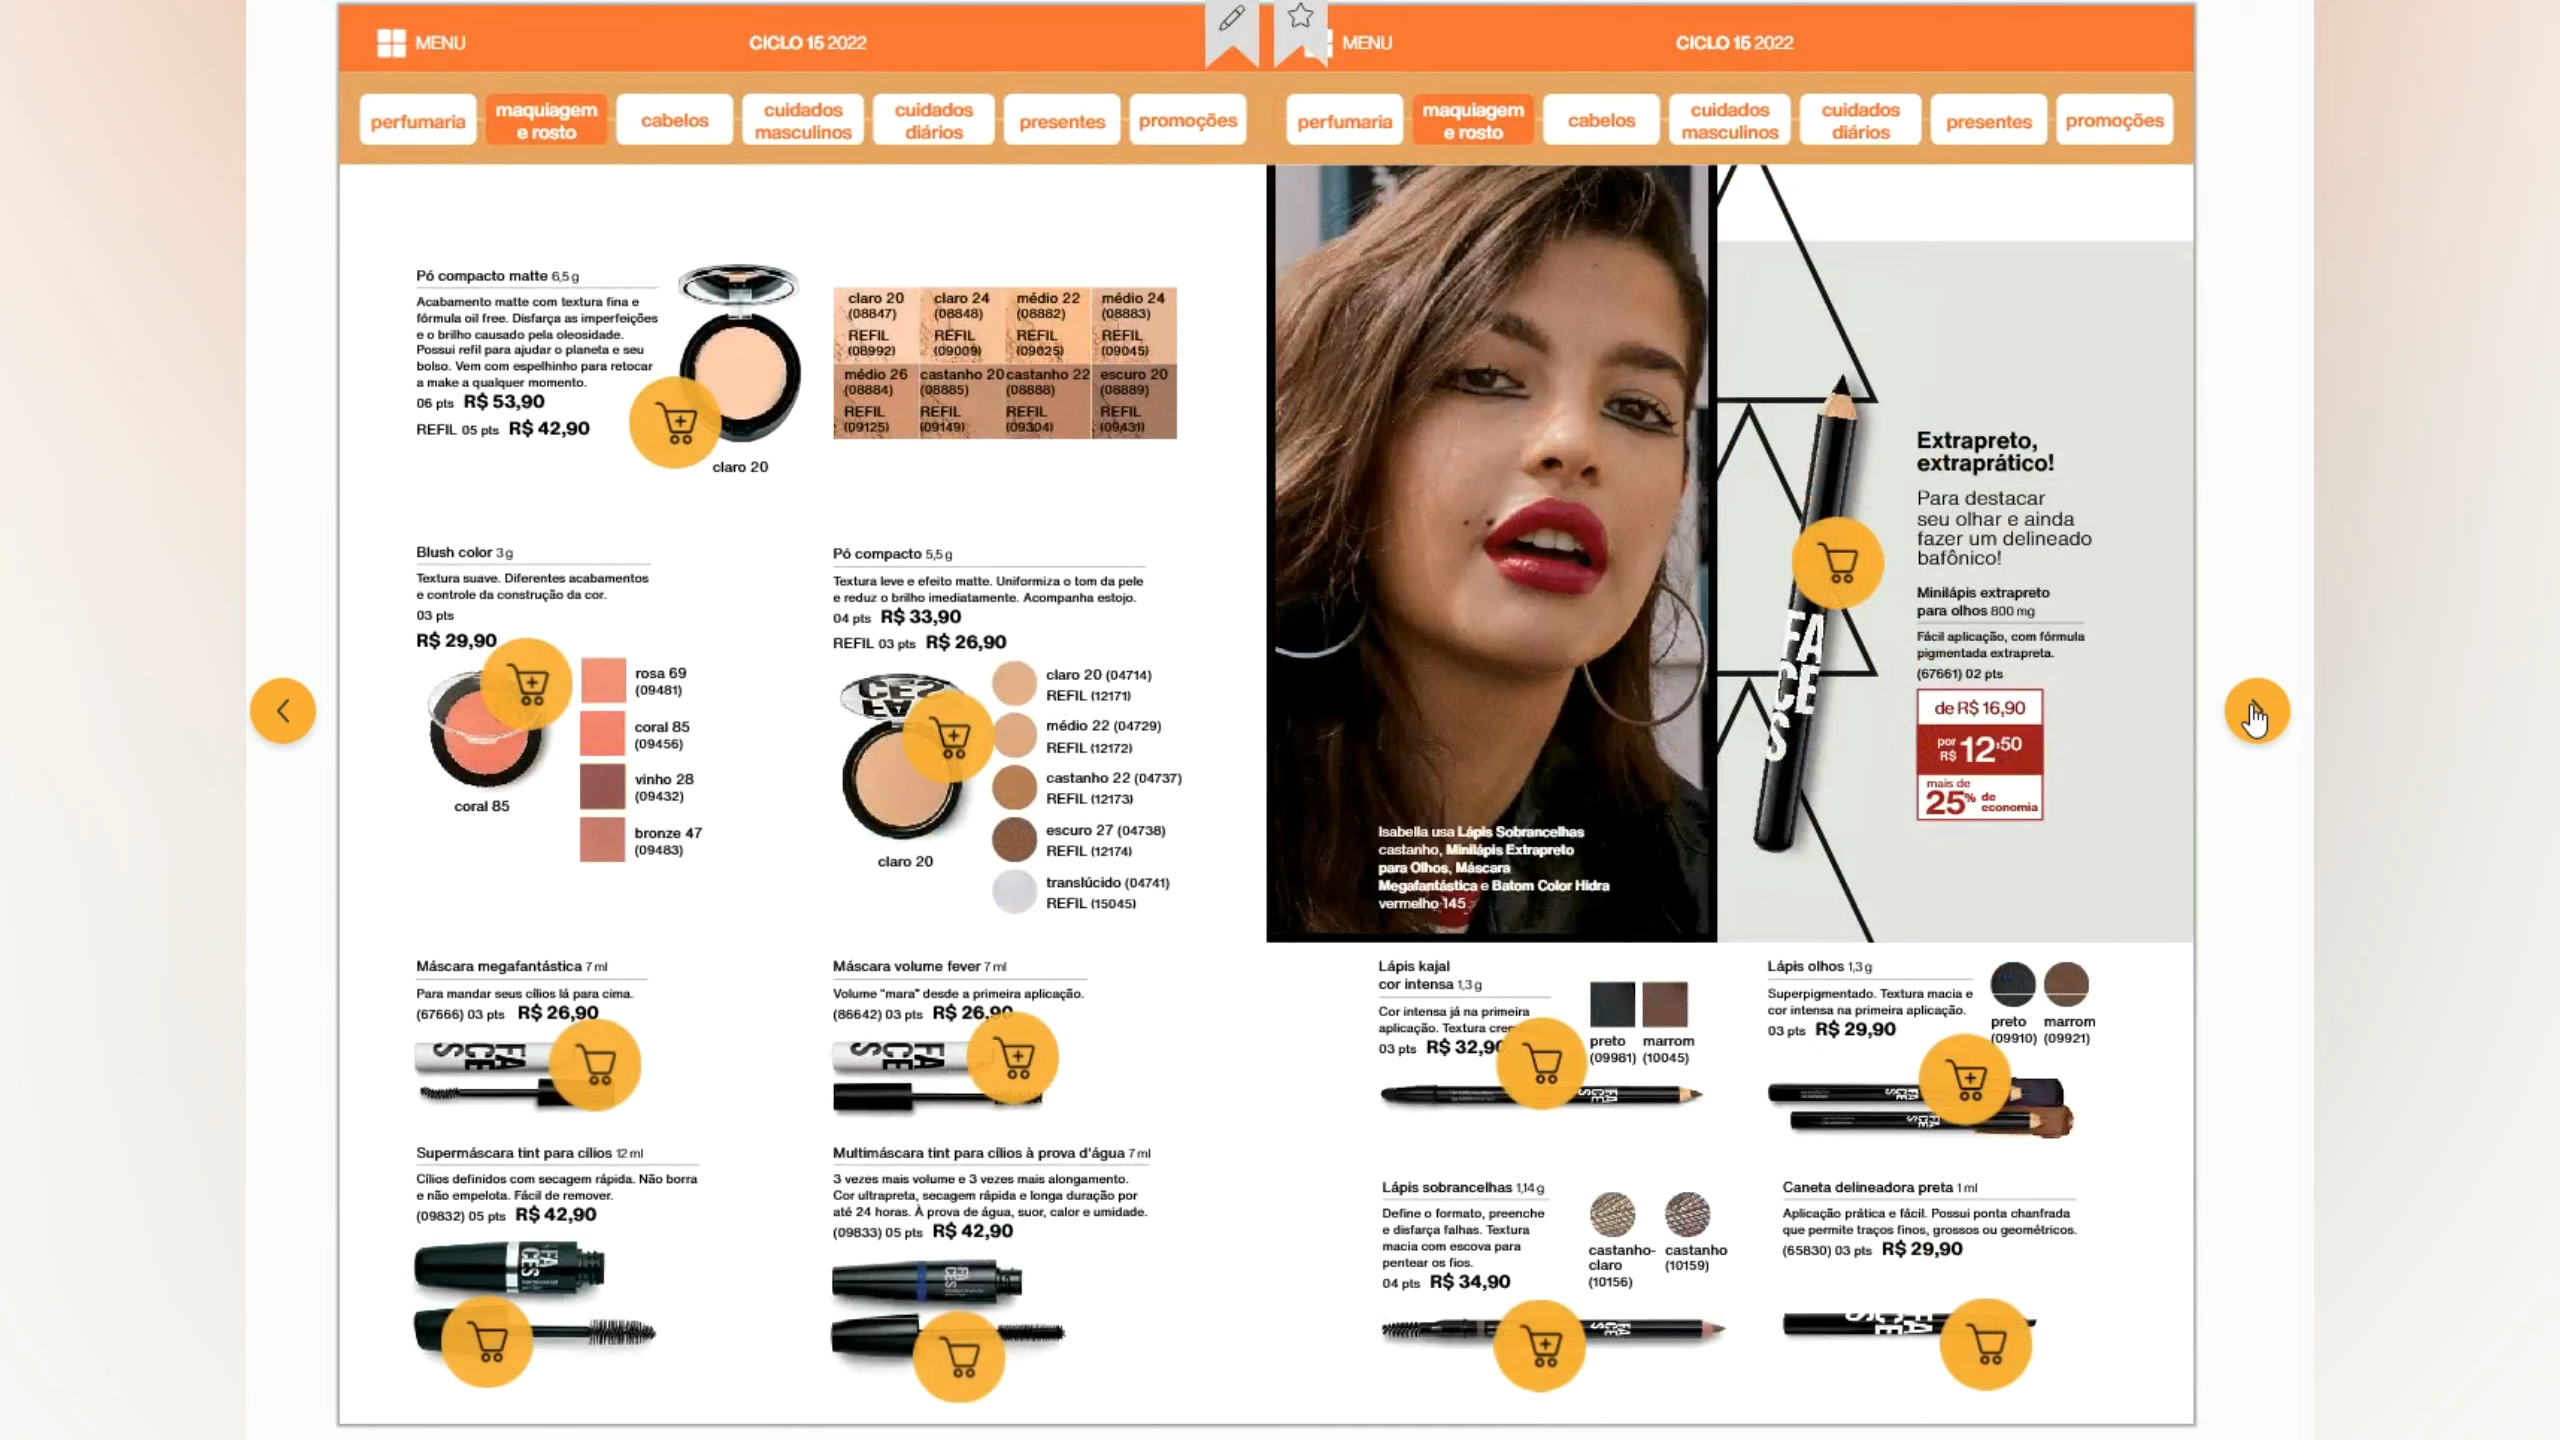 MENU
CICLO 15 2022
perfumaria
maquiagem
e rosto
cabelos
cuidados
masculinos
cuidados
diários
presentes
promoções
Pó compacto matte 6,5 g
Acabamento matte com textura fina e
fórmula oil free. Disfarça as imperfeições
e o brilho causado pela oleosidade.
Possui refil para ajudar o planeta e seu
bolso. Vem com espelhinho para retocar
a make a qualquer momento.
06 pts R$ 53,90
REFIL 05 pts R$ 42,90
claro 20
claro 20 claro 24 médio 22 médio 24
(08847) (08848) (08882) (08883)
REFIL REFIL REFIL REFIL
(08992) (09009) (09025) (09045)
médio 26 castanho 20 castanho 22 escuro 20
(08884) (08885) (08888) (08889)
REFIL REFIL REFIL REFIL
(09125) (09149) (09304) (09431)
Blush color 3 g
Textura suave. Diferentes acabamentos
e controle da construção da cor.
03 pts
R$ 29,90
rosa 69
(09481)
coral 85
(09456)
vinho 28
(09432)
bronze 47
(09483)
coral 85
Pó compacto 5,5 g
Textura leve e efeito matte. Uniformiza o tom da pele
e reduz o brilho imediatamente. Acompanha estojo.
04 pts R$ 33,90
REFIL 03 pts R$ 26,90
claro 20 (04714)
REFIL (12171)
médio 22 (04729)
REFIL (12172)
castanho 22 (04737)
REFIL (12173)
escuro 27 (04738)
REFIL (12174)
translúcido (04741)
REFIL (15045)
claro 20
Máscara megafantástica 7 ml
Para mandar seus cílios lá para cima.
(67666) 03 pts R$ 26,90
FACES
Máscara volume fever 7 ml
Volume "mara" desde a primeira aplicação.
(86642) 03 pts R$ 26,90
FACES
Supermáscara tint para cílios 12 ml
Cílios definidos com secagem rápida. Não borra
e não empelota. Fácil de remover.
(09832) 05 pts R$ 42,90
FACES
Multimáscara tint para cílios à prova d'água 7 ml
3 vezes mais volume e 3 vezes mais alongamento.
Cor ultrapreta, secagem rápida e longa duração por
até 24 horas. À prova de água, suor, calor e umidade.
(09833) 05 pts R$ 42,90
FACES
MENU
CICLO 15 2022
perfumaria
maquiagem
e rosto
cabelos
cuidados
masculinos
cuidados
diários
presentes
promoções
Isabella usa Lápis Sobrancelhas
castanho, Minilápis Extrapreto
para Olhos, Máscara
Megafantástica e Batom Color Hidra
vermelho 145
FACES
Extrapreto,
extraprático!
Para destacar
seu olhar e ainda
fazer um delineado
bafônico!
Minilápis extrapreto
para olhos 800 mg
Fácil aplicação, com fórmula
pigmentada extrapreta.
(67661) 02 pts
de R$ 16,90
por R$ 12,50
mais de
25% de economia
Lápis kajal
cor intensa 1,3 g
Cor intensa já na primeira
aplicação. Textura
03 pts R$ 32,90
preto marrom
(09981) (10045)
FACES
Lápis olhos 1,3 g
Superpigmentado. Textura macia e
cor intensa na primeira aplicação.
03 pts R$ 29,90
preto marrom
(09910) (09921)
FACES
FACES
Lápis sobrancelhas 1,14 g
Define o formato, preenche
e disfarça falhas. Textura
macia com escova para
pentear os fios.
04 pts R$ 34,90
castanho- castanho
claro (10159)
(10156)
FACES
Caneta delineadora preta 1 ml
Aplicação prática e fácil. Possui ponta chanfrada
que permite traços finos, grossos ou geométricos.
(65830) 03 pts R$ 29,90
FACES